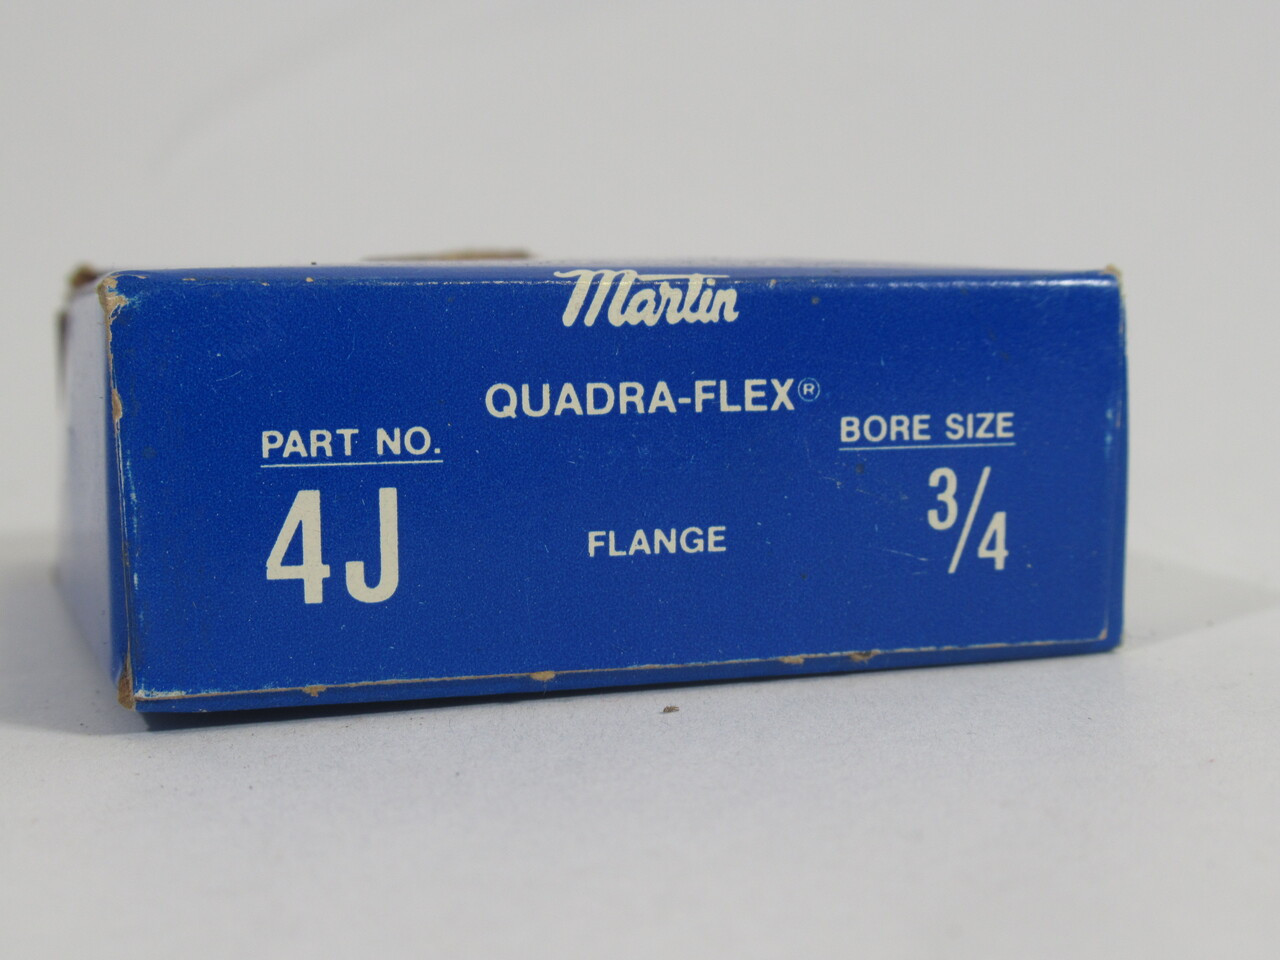 Martin
QUADRA-FLEX®
PART NO.
4J
FLANGE
BORE SIZE
3/4